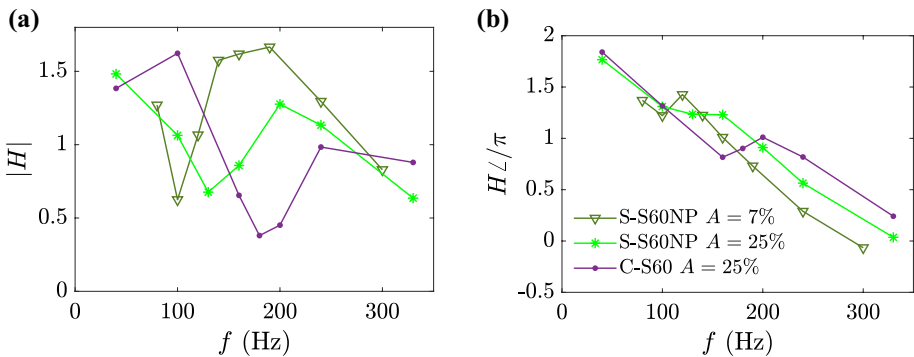 (a)
|H|
1.5
1
0.5
0
0 100 200 300
f (Hz)
(b)
H∠/π
2
1.5
1
0.5
0
-0.5
S-S60NP A = 7%
S-S60NP A = 25%
C-S60 A = 25%
0 100 200 300
f (Hz)